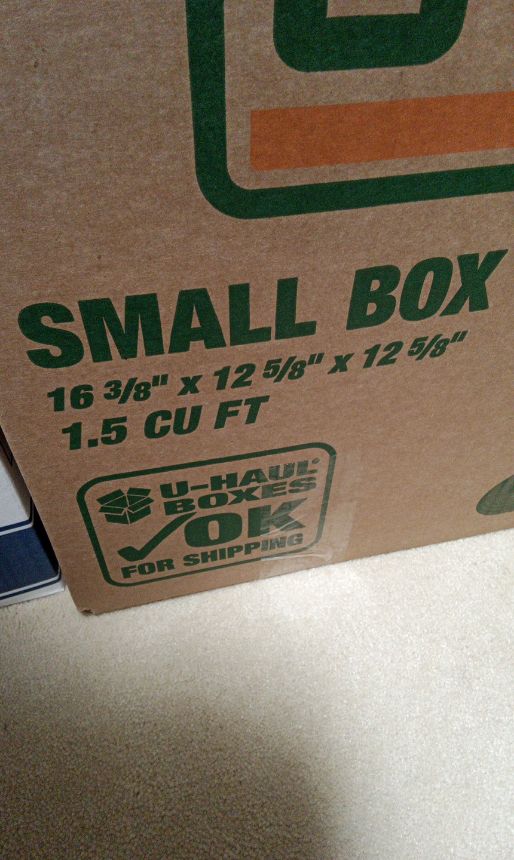 SMALL BOX
16 3/8" x 12 5/8" x 12 5/8"
1.5 CU FT
U-HAUL®
BOXES
OK
FOR SHIPPING